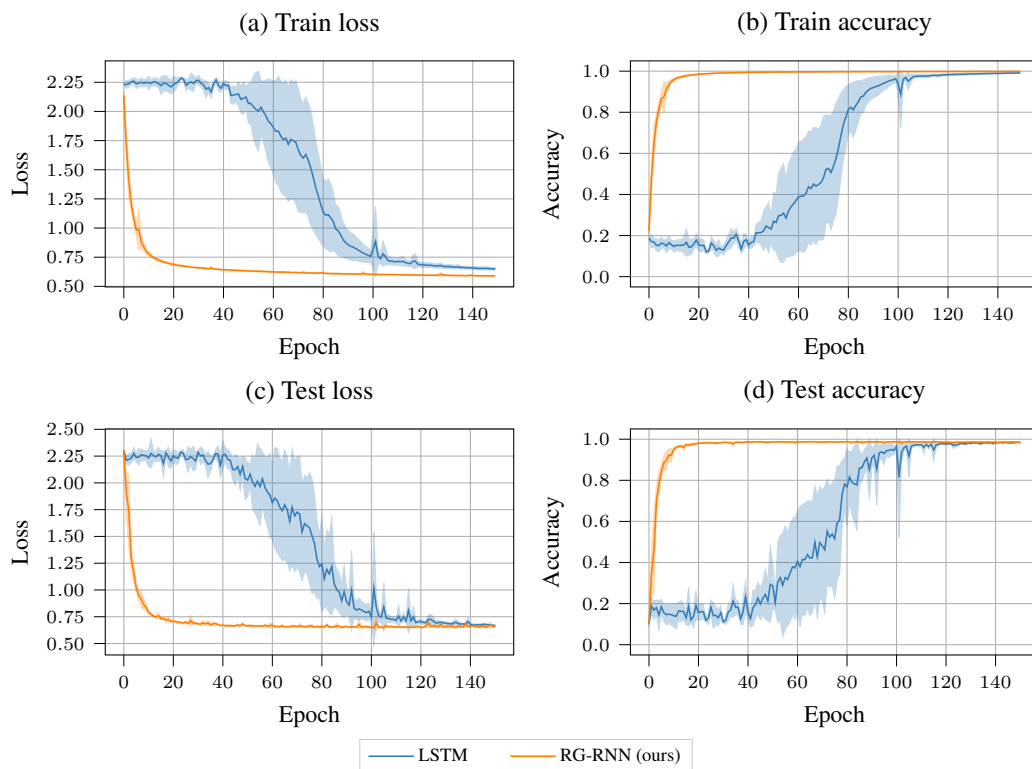 (a) Train loss
2.25
2.00
1.75
1.50
1.25
1.00
0.75
0.50
Loss
0 20 40 60 80 100 120 140
Epoch
(b) Train accuracy
1.0
0.8
0.6
0.4
0.2
0.0
Accuracy
0 20 40 60 80 100 120 140
Epoch
(c) Test loss
2.50
2.25
2.00
1.75
1.50
1.25
1.00
0.75
0.50
Loss
0 20 40 60 80 100 120 140
Epoch
(d) Test accuracy
1.0
0.8
0.6
0.4
0.2
0.0
Accuracy
0 20 40 60 80 100 120 140
Epoch
LSTM RG-RNN (ours)